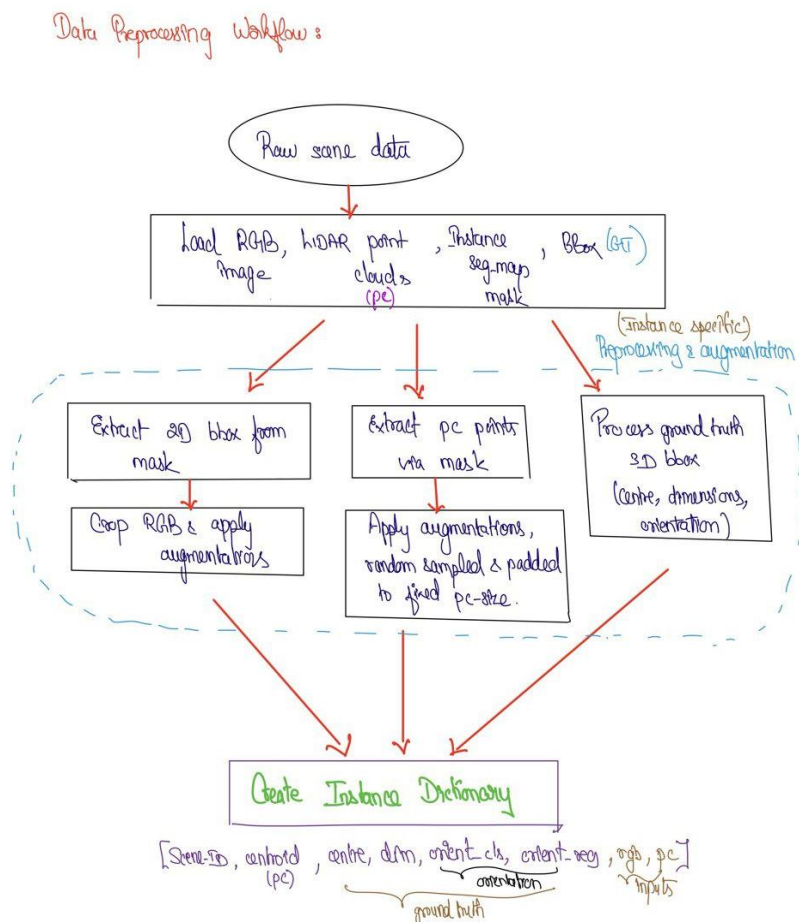 Data Preprocessing Workflow:
Raw scene data
Load RGB, LiDAR point, Instance, BBox (GT)
image clouds seg-map
(pc) mask
(Instance specific)
Preprocessing & augmentation
Extract 2D bbox from
mask
Extract pc points
via mask
Process ground truth
3D bbox
(centre, dimensions,
orientation)
Crop RGB & apply
augmentations
Apply augmentations,
random sampled & padded
to fixed pc-size.
Create Instance Dictionary
[Scene-ID, centroid, centre, dim, orient_cls, orient_reg, rgb, pc]
(pc) orientation inputs
ground truth